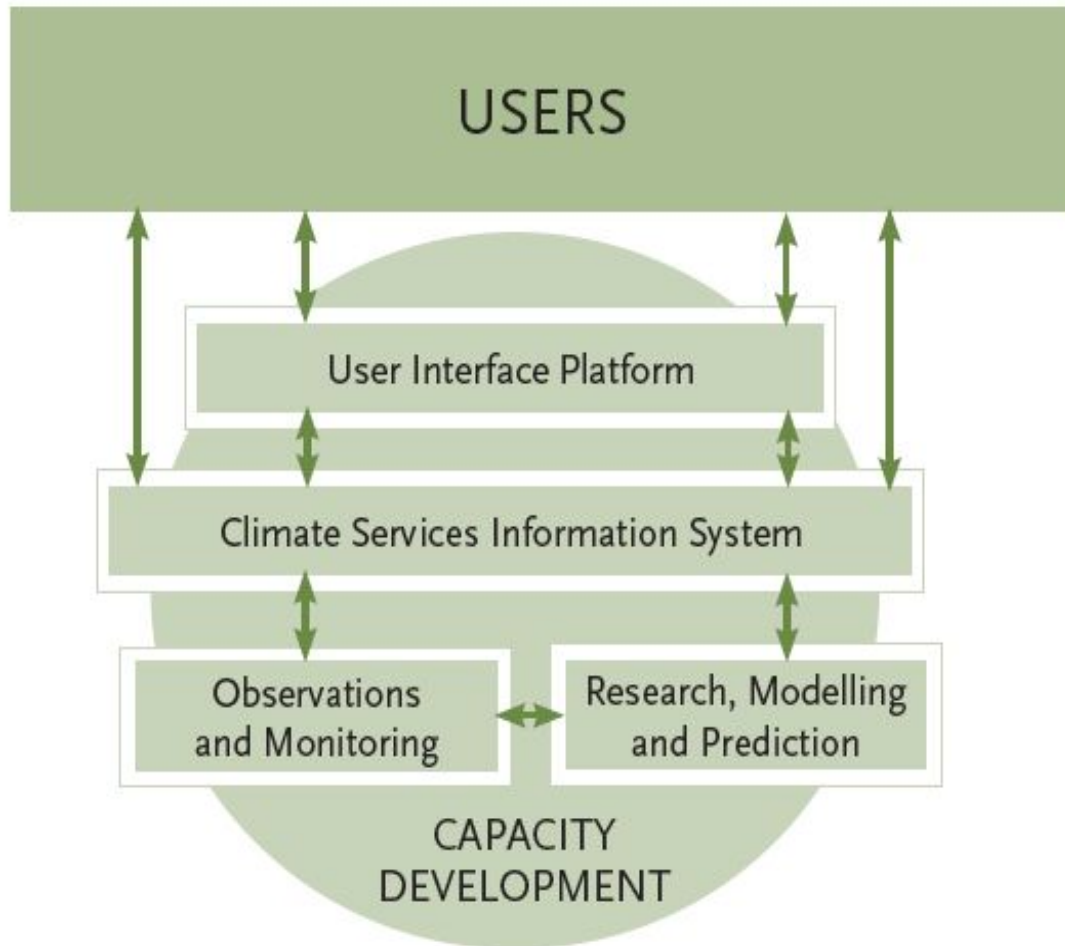 USERS
User Interface Platform
Climate Services Information System
Observations
and Monitoring
Research, Modelling
and Prediction
CAPACITY
DEVELOPMENT